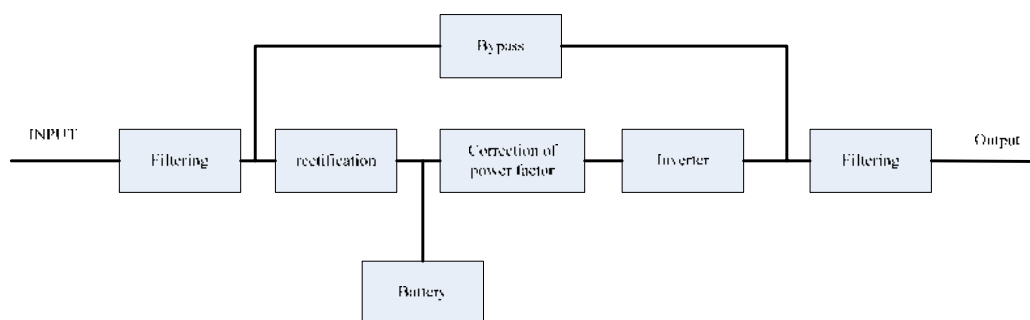 Bypass
INPUT
Filtering
rectification
Correction of
power factor
Inverter
Filtering
Output
Battery